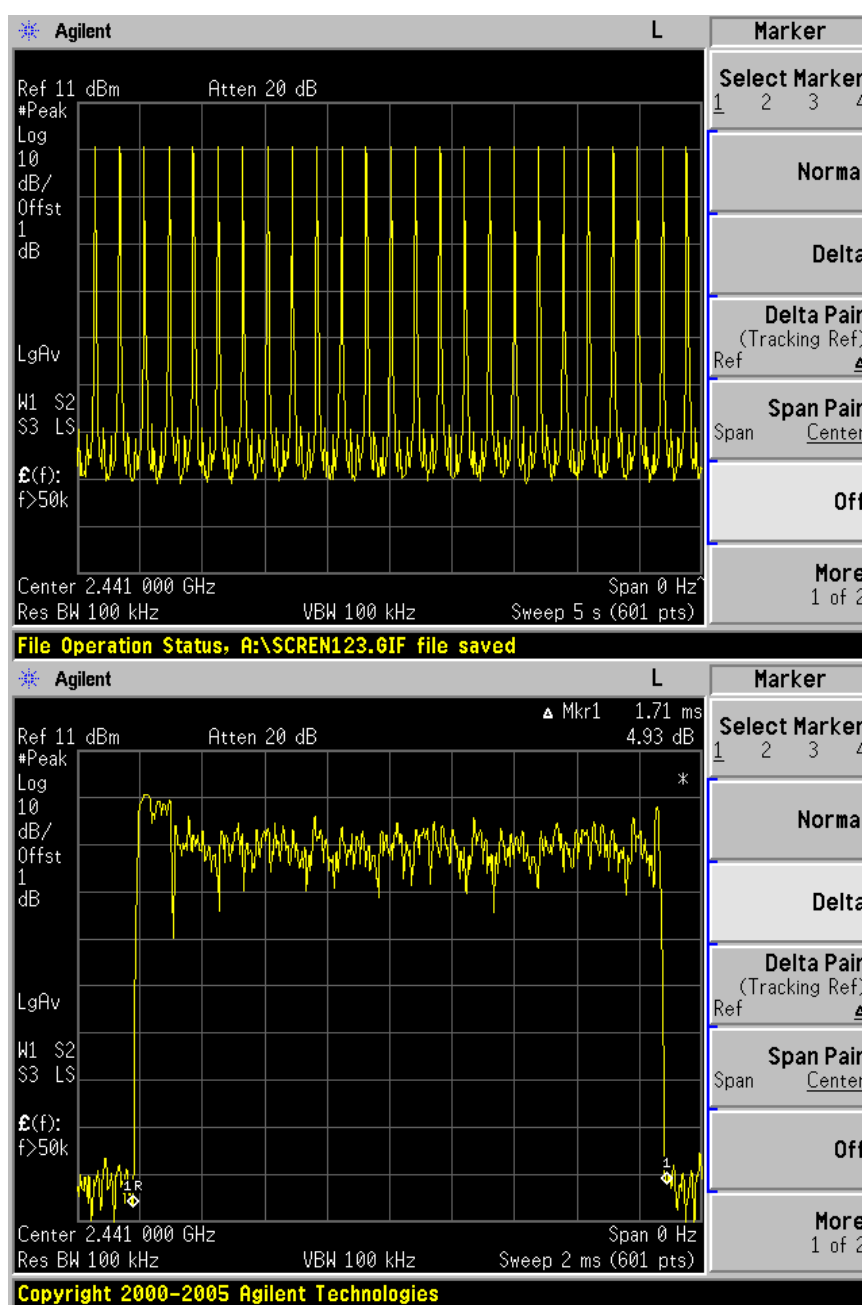 Agilent L Marker
Ref 11 dBm Atten 20 dB
#Peak
Log
10
dB/
Offst
1
dB
LgAv
W1 S2
S3 LS
£(f):
f>50k
Center 2.441 000 GHz Span 0 Hz^
Res BW 100 kHz VBW 100 kHz Sweep 5 s (601 pts)
File Operation Status, A:\SCREN123.GIF file saved
Select Marker
1 2 3 4
Norma
Delta
Delta Pair
(Tracking Ref)
Ref Δ
Span Pair
Span Center
Off
More
1 of 2
Agilent L Marker
Δ Mkr1 1.71 ms
Ref 11 dBm Atten 20 dB 4.93 dB
#Peak
Log
10
dB/
Offst
1
dB
LgAv
W1 S2
S3 LS
£(f):
f>50k
*
1R
1
Center 2.441 000 GHz Span 0 Hz
Res BW 100 kHz VBW 100 kHz Sweep 2 ms (601 pts)
Copyright 2000-2005 Agilent Technologies
Select Marker
1 2 3 4
Norma
Delta
Delta Pair
(Tracking Ref)
Ref Δ
Span Pair
Span Center
Off
More
1 of 2